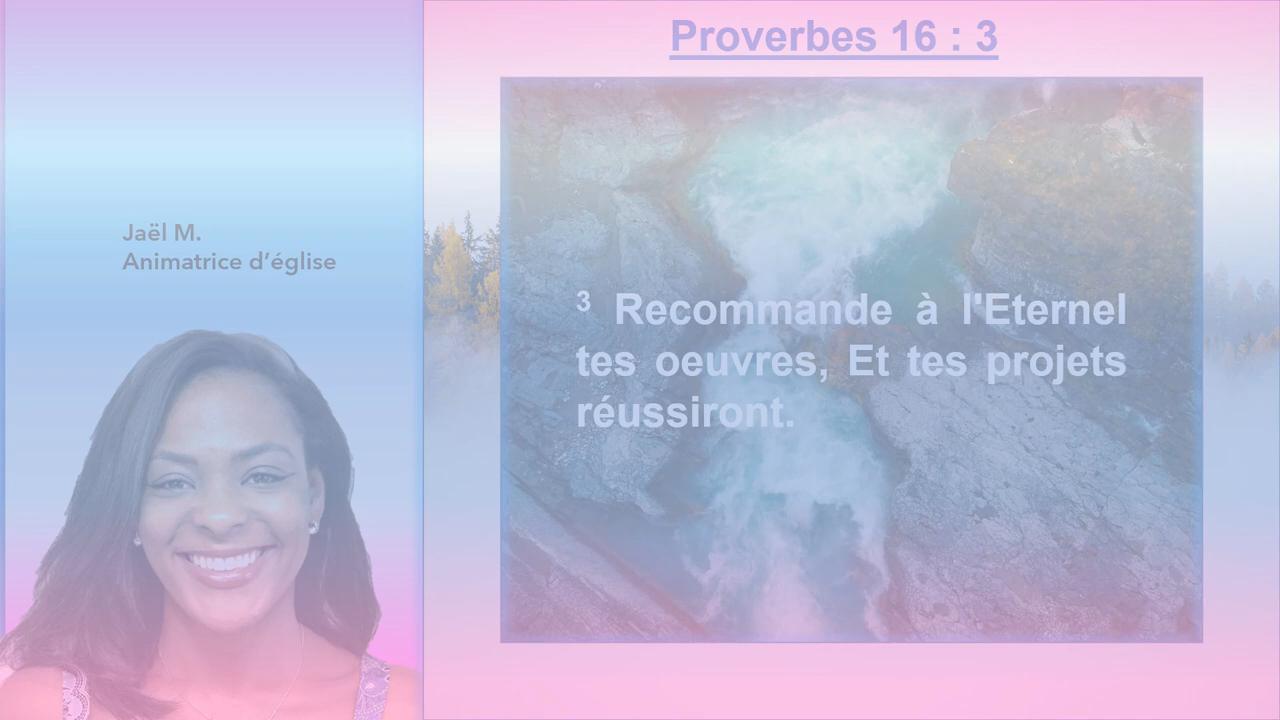 Proverbes 16 : 3
Jaël M.
Animatrice d’église
3 Recommande à l'Eternel
tes oeuvres, Et tes projets
réussiront.